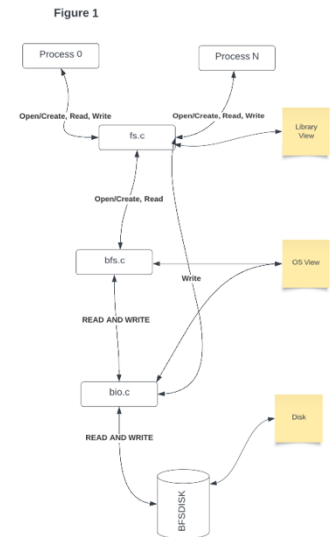 Figure 1
Process 0
Process N
Open/Create, Read, Write
Open/Create, Read, Write
fs.c
Library
View
Open/Create, Read
bfs.c
OS View
Write
READ AND WRITE
bio.c
Disk
READ AND WRITE
BFSDISK